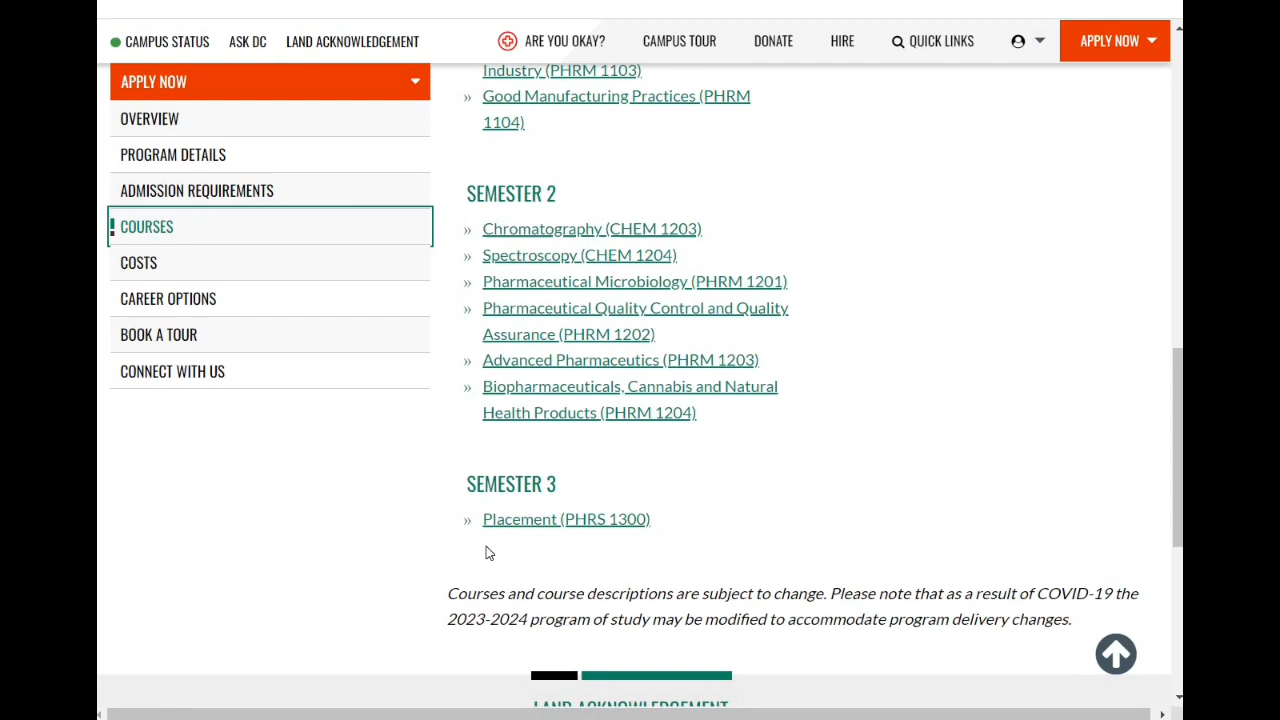 CAMPUS STATUS ASK DC LAND ACKNOWLEDGEMENT ARE YOU OKAY? CAMPUS TOUR DONATE HIRE QUICK LINKS APPLY NOW
APPLY NOW
OVERVIEW
PROGRAM DETAILS
ADMISSION REQUIREMENTS
COURSES
COSTS
CAREER OPTIONS
BOOK A TOUR
CONNECT WITH US
Industry (PHRM 1103)
» Good Manufacturing Practices (PHRM
1104)
SEMESTER 2
» Chromatography (CHEM 1203)
» Spectroscopy (CHEM 1204)
» Pharmaceutical Microbiology (PHRM 1201)
» Pharmaceutical Quality Control and Quality
Assurance (PHRM 1202)
» Advanced Pharmaceutics (PHRM 1203)
» Biopharmaceuticals, Cannabis and Natural
Health Products (PHRM 1204)
SEMESTER 3
» Placement (PHRS 1300)
Courses and course descriptions are subject to change. Please note that as a result of COVID-19 the
2023-2024 program of study may be modified to accommodate program delivery changes.
LAND ACKNOWLEDGEMENT